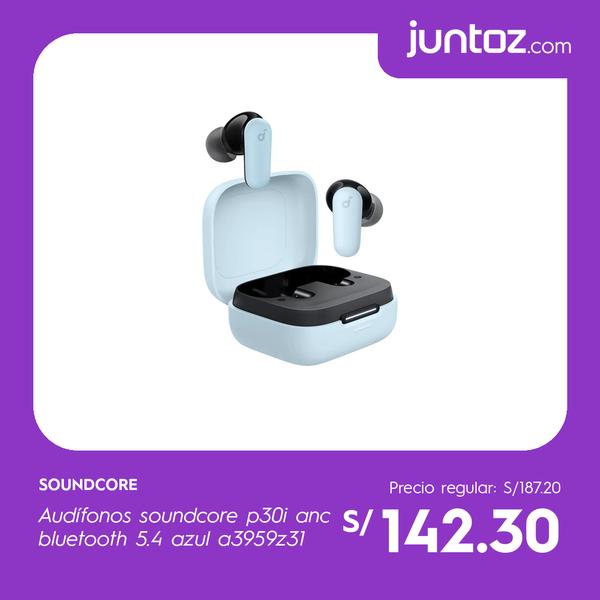 juntoz.com
SOUNDCORE
Audífonos soundcore p30i anc
bluetooth 5.4 azul a3959z31
Precio regular: S/187.20
S/142.30